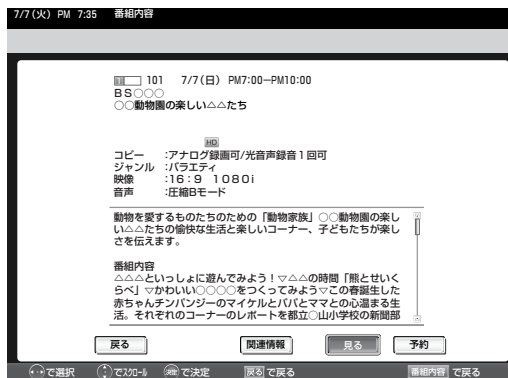 7/7(火) PM 7:35 番組内容
101 7/7(日) PM7:00−PM10:00
BS○○○
○○動物園の楽しい△△たち
HD
コピー :アナログ録画可/光音声録音1回可
ジャンル :バラエティ
映像 :16:9 1080i
音声 :圧縮Bモード
動物を愛するものたちのための「動物家族」○○動物園の楽し
い△△たちの愉快な生活と楽しいコーナー、子どもたちが楽し
さを伝えます。
番組内容
△△△といっしょに遊んでみよう!▽△△の時間「熊とせいく
らべ」▽かわいい○○○○をつくってみよう▽この春誕生した
赤ちゃんチンパンジーのマイケルとパパとママとの心温まる生
活。それぞれのコーナーのレポートを都立○山小学校の新聞部
戻る 関連情報 見る 予約
で選択 でスクロール 決定 で決定 戻る で戻る 番組内容 で戻る